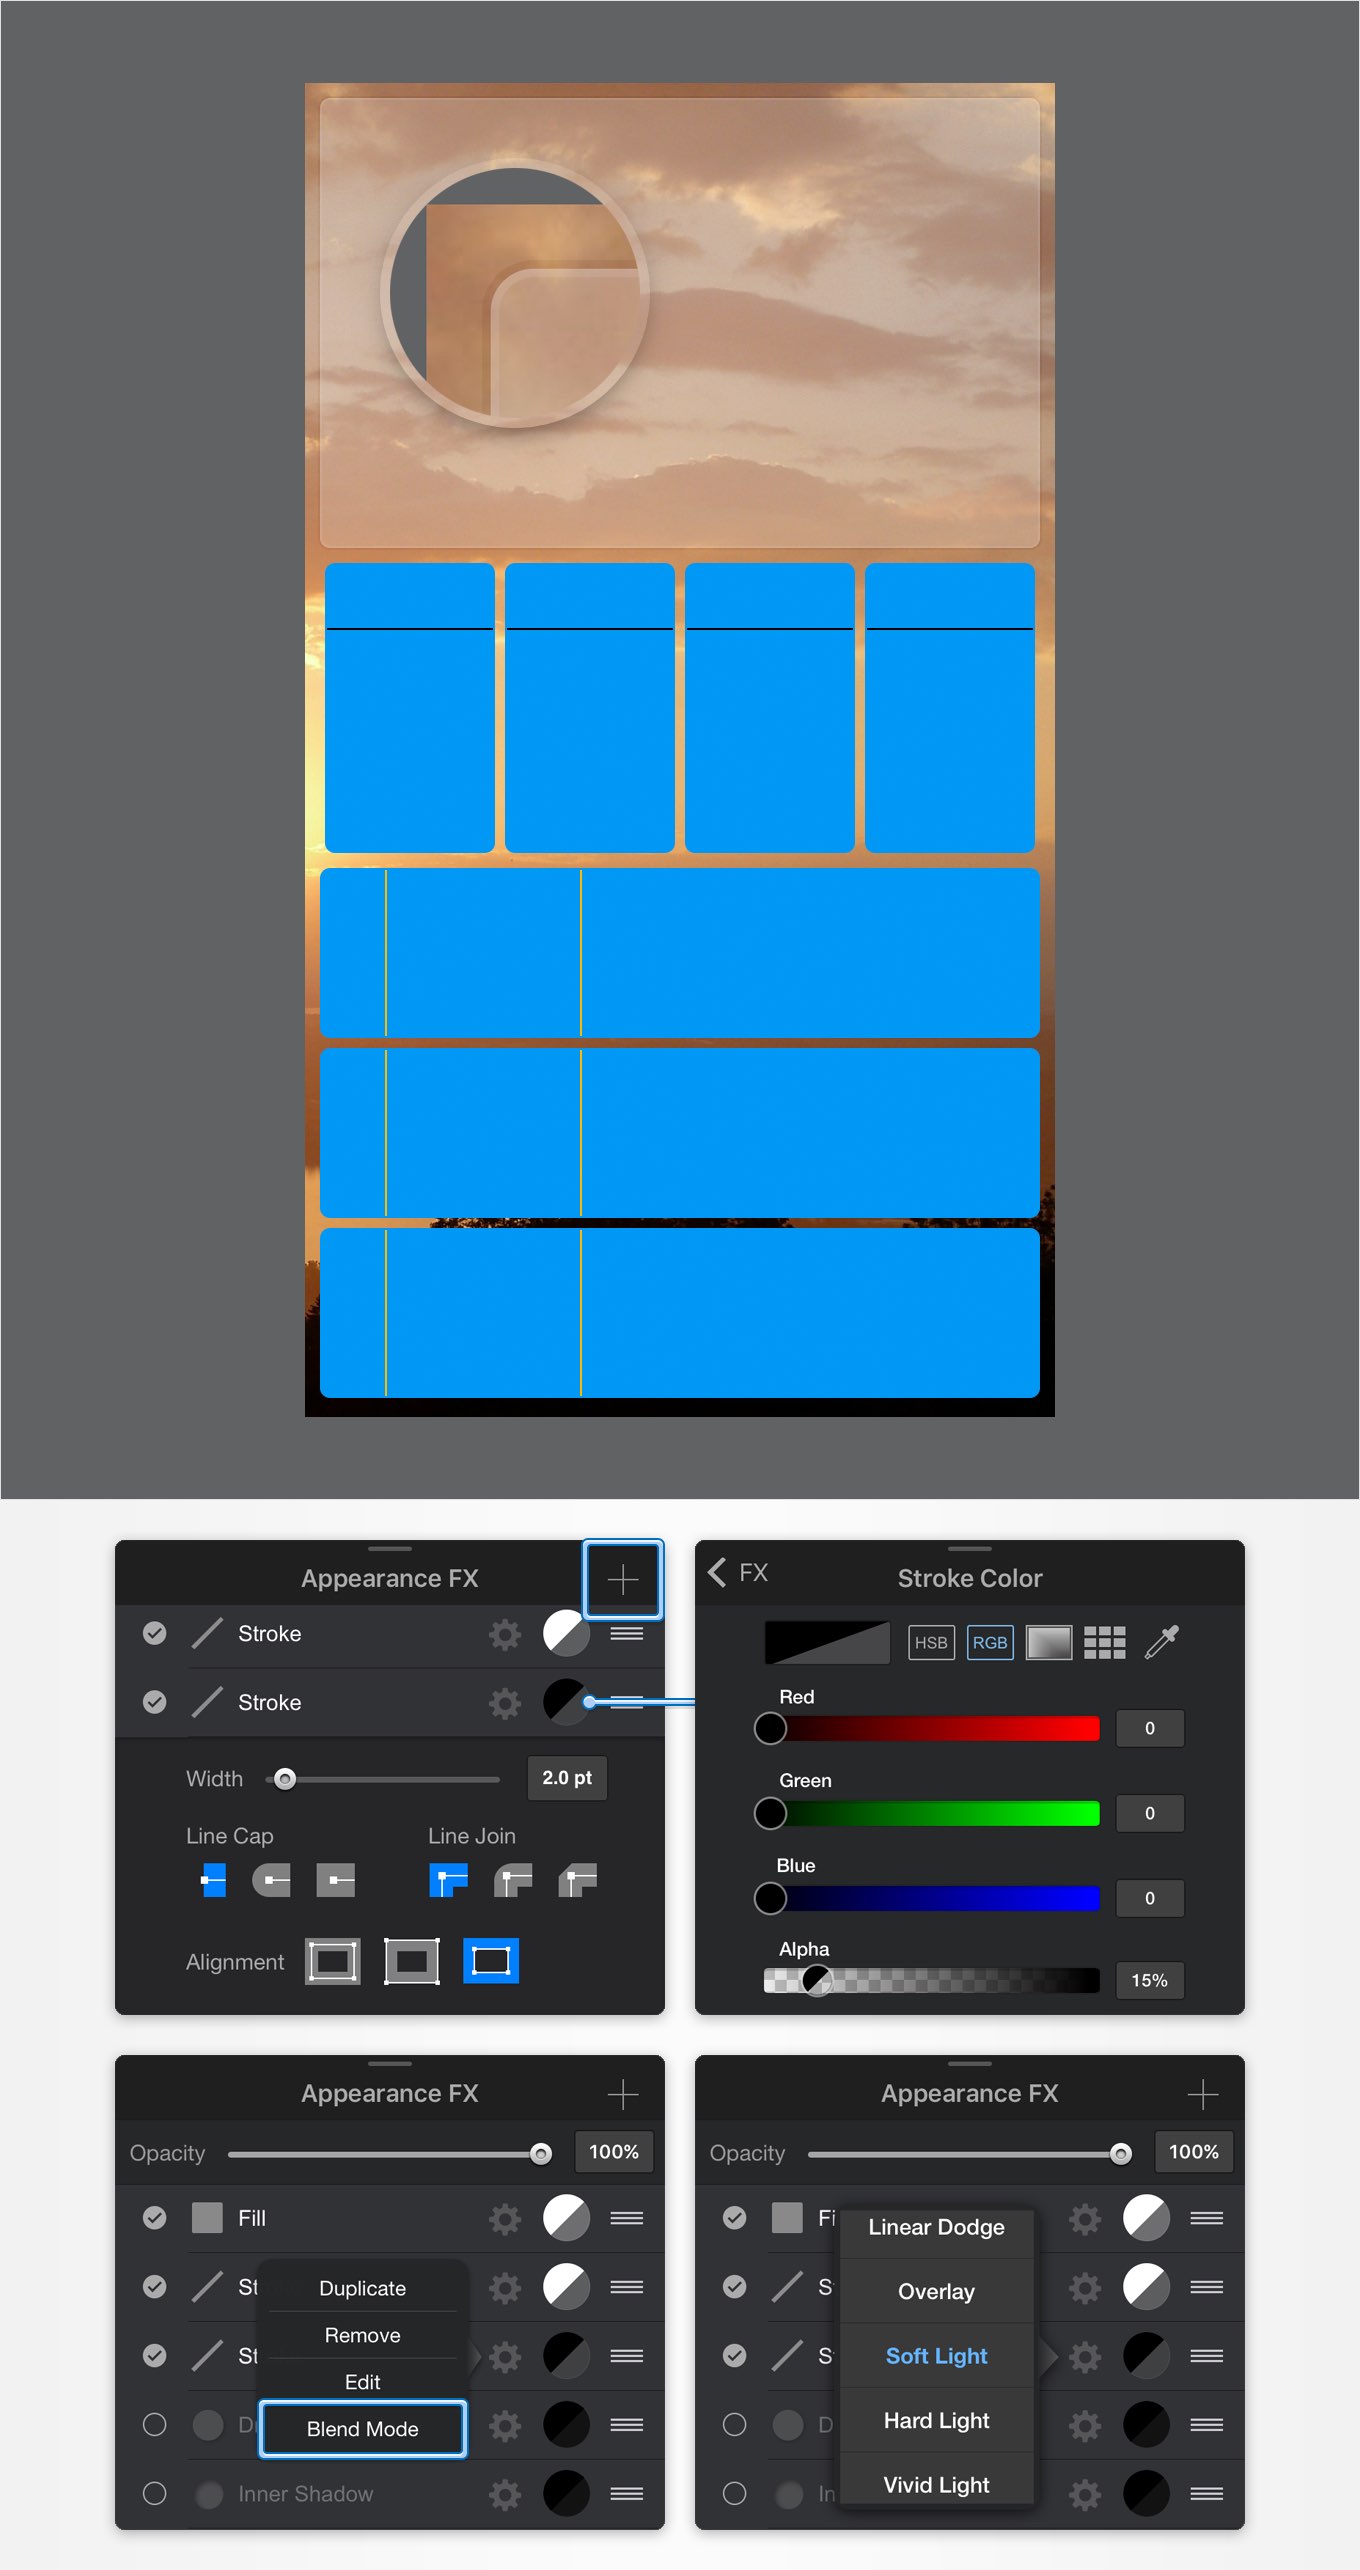 Appearance FX
Stroke
Stroke
Width
2.0 pt
Line Cap
Line Join
Alignment
FX
Stroke Color
HSB
RGB
Red
0
Green
0
Blue
0
Alpha
15%
Appearance FX
Opacity
100%
Fill
St
Duplicate
Remove
St
Edit
Blend Mode
D
Inner Shadow
Appearance FX
Opacity
100%
Fi
Linear Dodge
S
Overlay
S
Soft Light
D
Hard Light
In
Vivid Light